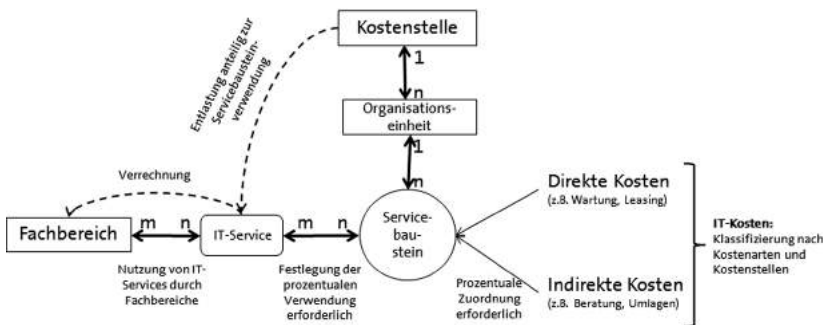 Kostenstelle
Entlastung anteilig zur
Servicebaustein-
verwendung
1
n
Organisations-
einheit
1
n
Verrechnung
Direkte Kosten
(z.B. Wartung, Leasing)
Fachbereich
m
n
IT-Service
m
n
Service-
bau-
stein
IT-Kosten:
Klassifizierung nach
Kostenarten und
Kostenstellen
Nutzung von IT-
Services durch
Fachbereiche
Festlegung der
prozentualen
Verwendung
erforderlich
Prozentuale
Zuordnung
erforderlich
Indirekte Kosten
(z.B. Beratung, Umlagen)